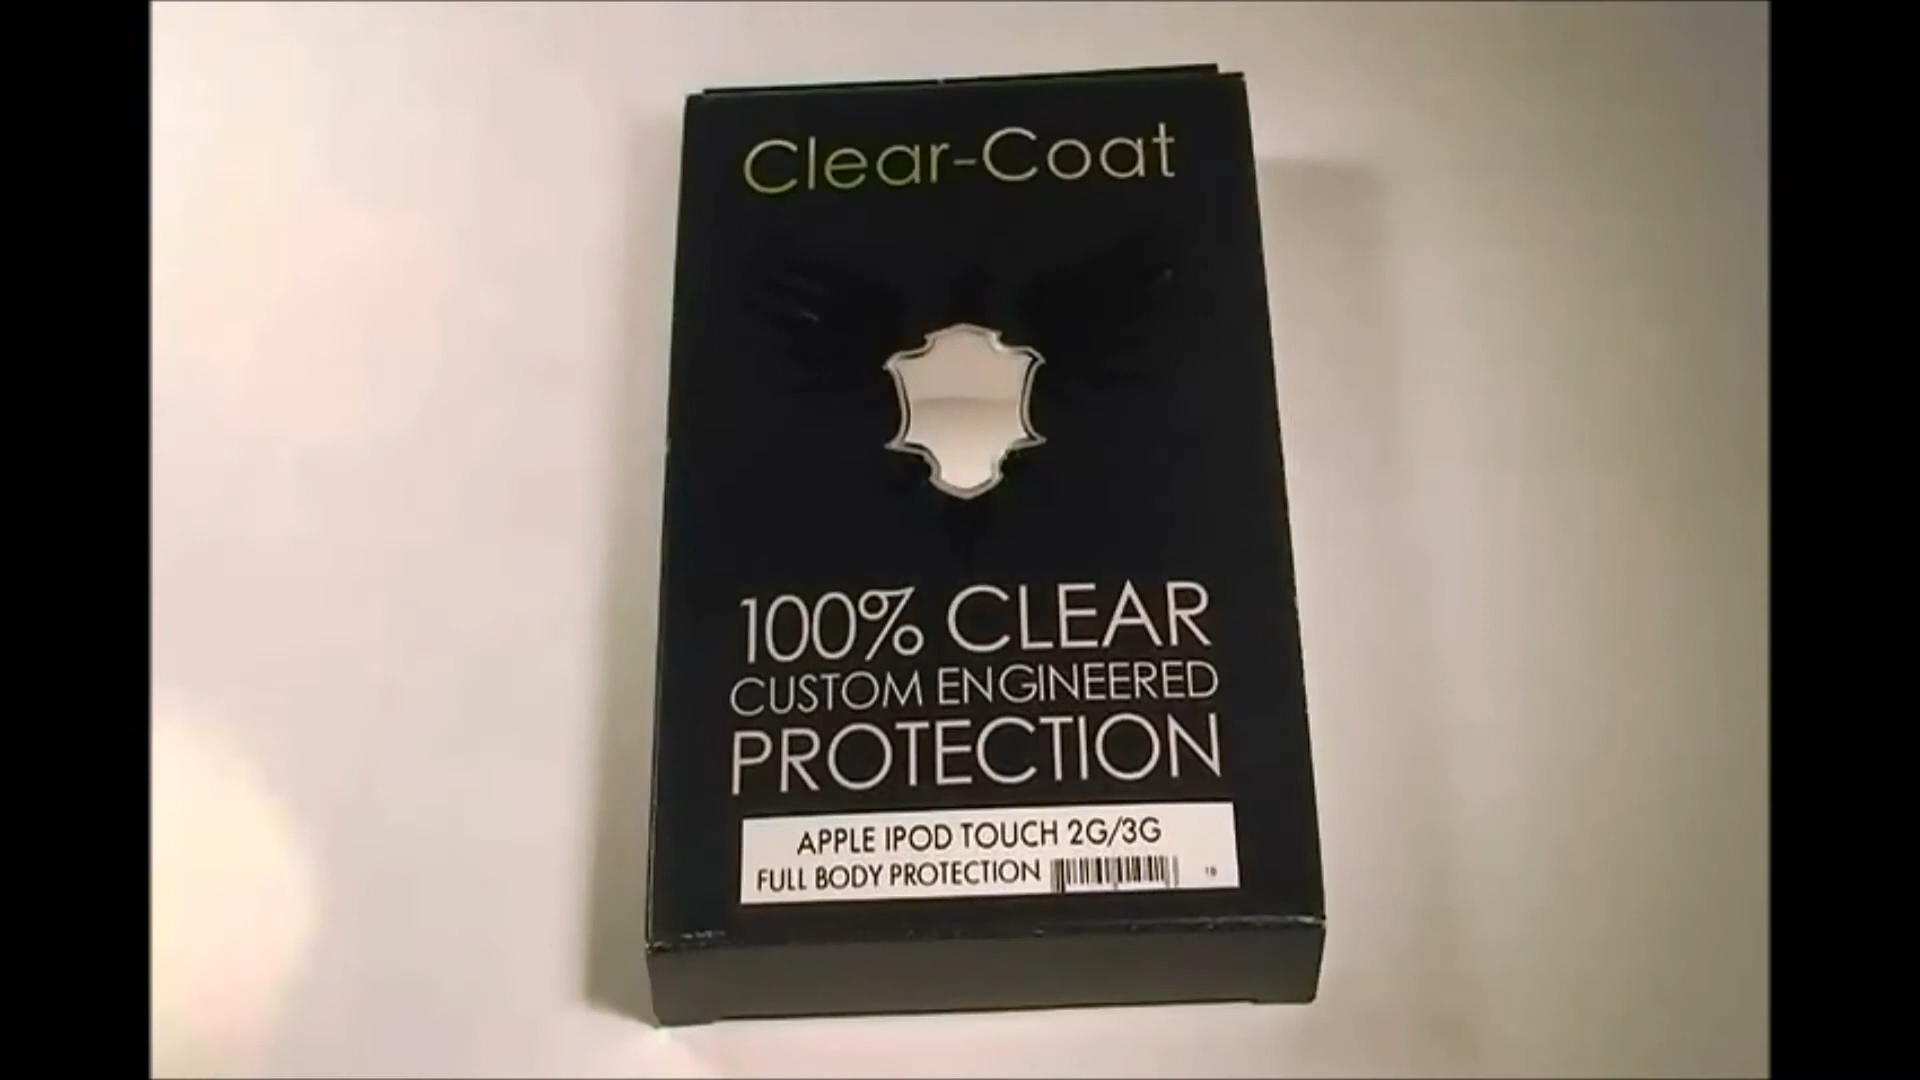 Clear-Coat
100% CLEAR
CUSTOM ENGINEERED
PROTECTION
APPLE IPOD TOUCH 2G/3G
FULL BODY PROTECTION